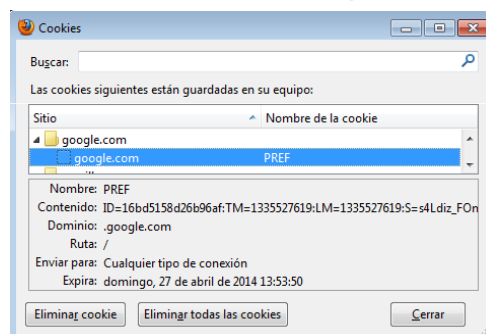 Cookies
Buscar:
Las cookies siguientes están guardadas en su equipo:
Sitio Nombre de la cookie
google.com
google.com PREF
Nombre: PREF
Contenido: ID=16bd5158d26b96af:TM=1335527619:LM=1335527619:S=s4Ldiz_FOn
Dominio: .google.com
Ruta: /
Enviar para: Cualquier tipo de conexión
Expira: domingo, 27 de abril de 2014 13:53:50
Eliminar cookie Eliminar todas las cookies Cerrar